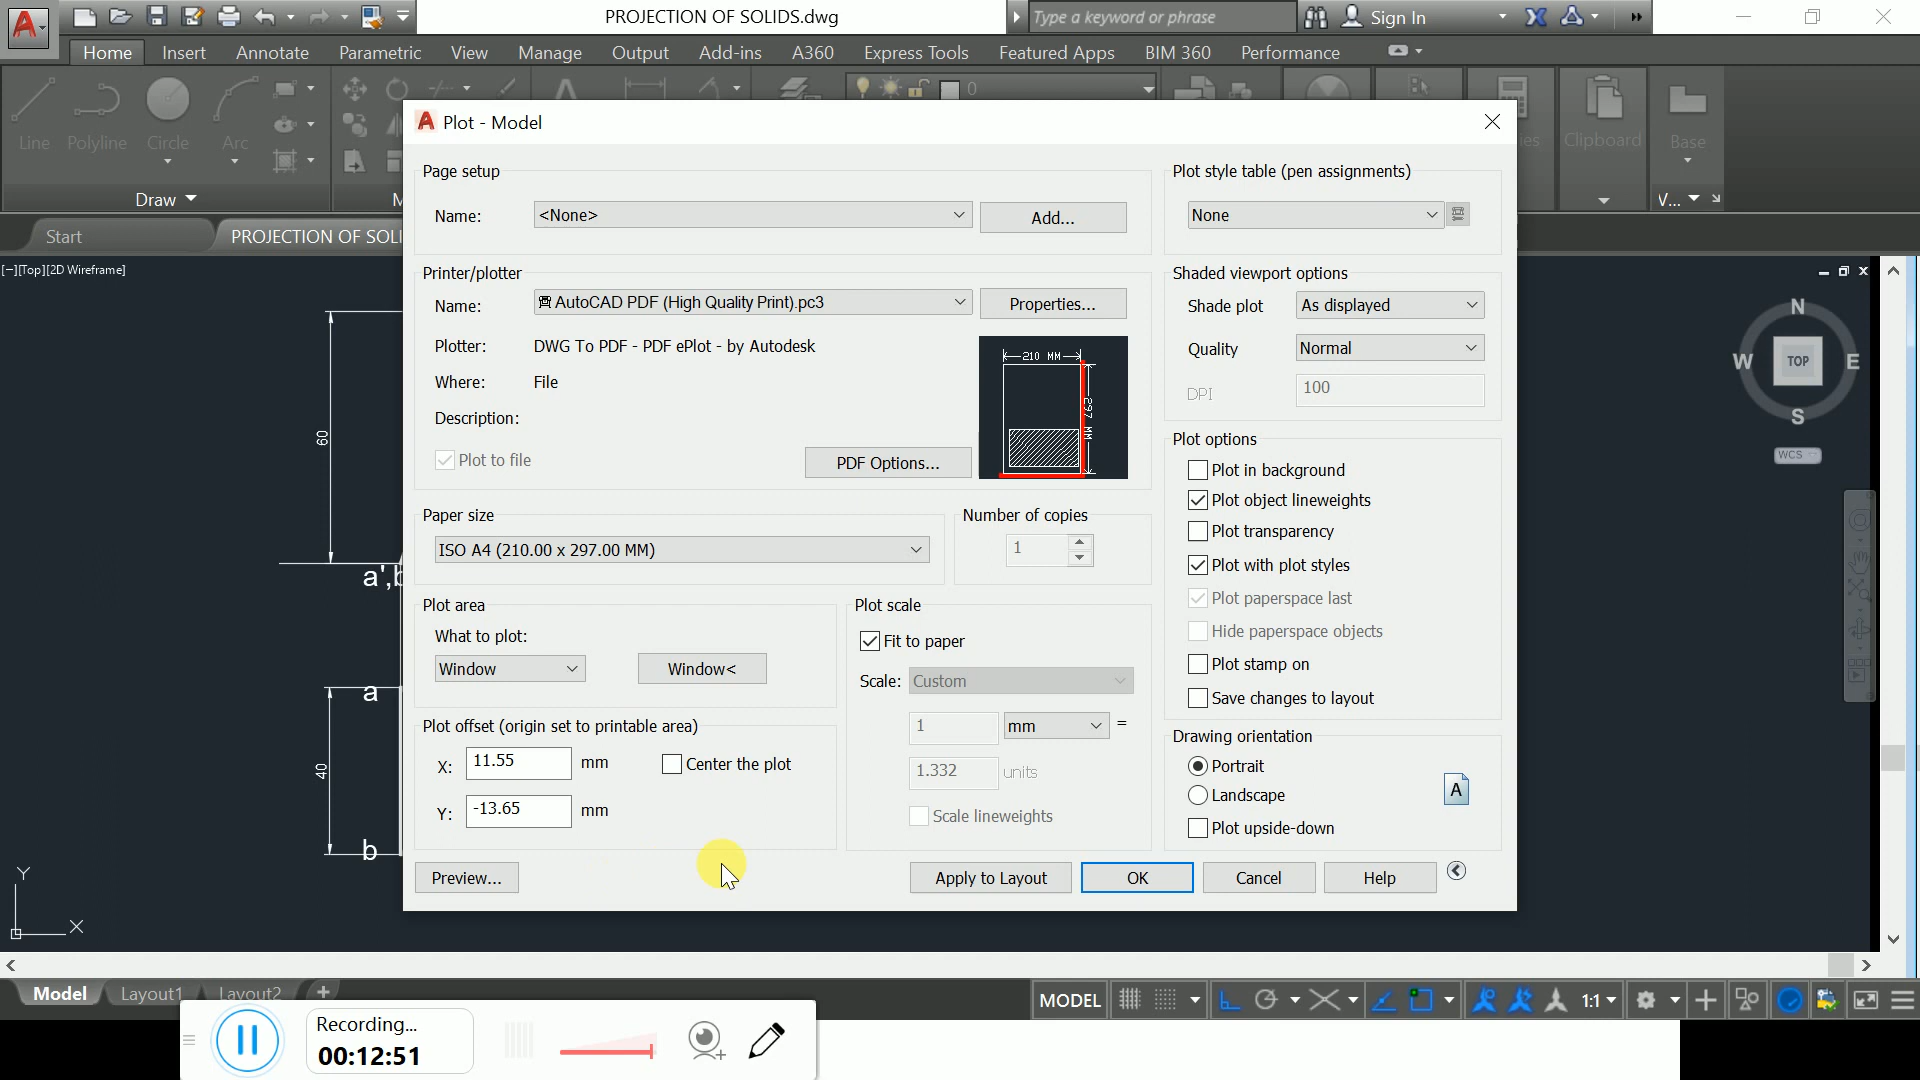 PROJECTION OF SOLIDS.dwg
Type a keyword or phrase
Sign In
Home Insert Annotate Parametric View Manage Output Add-ins A360 Express Tools Featured Apps BIM 360 Performance
0
Line Polyline Circle Arc
Clipboard Base
Draw
V...
Start PROJECTION OF SOLI
[−][Top][2D Wireframe]
Plot - Model
Page setup
Name: <None> Add...
Plot style table (pen assignments)
None
Printer/plotter
Name: AutoCAD PDF (High Quality Print).pc3 Properties...
Plotter: DWG To PDF - PDF ePlot - by Autodesk
Where: File
Description:
Plot to file
PDF Options...
210 MM
297 MM
Shaded viewport options
Shade plot As displayed
Quality Normal
DPI 100
Paper size
ISO A4 (210.00 x 297.00 MM)
Number of copies
1
Plot options
Plot in background
Plot object lineweights
Plot transparency
Plot with plot styles
Plot paperspace last
Hide paperspace objects
Plot stamp on
Save changes to layout
Plot area
What to plot:
Window Window<
Plot scale
Fit to paper
Scale: Custom
1 mm =
1.332 units
Scale lineweights
Plot offset (origin set to printable area)
X: 11.55 mm Center the plot
Y: -13.65 mm
Drawing orientation
Portrait
Landscape
Plot upside-down
A
Preview... Apply to Layout OK Cancel Help
60
a',b
a
40
b
Y
X
N
W TOP E
S
WCS
Model Layout1 Layout2 +
MODEL 1:1
Recording...
00:12:51